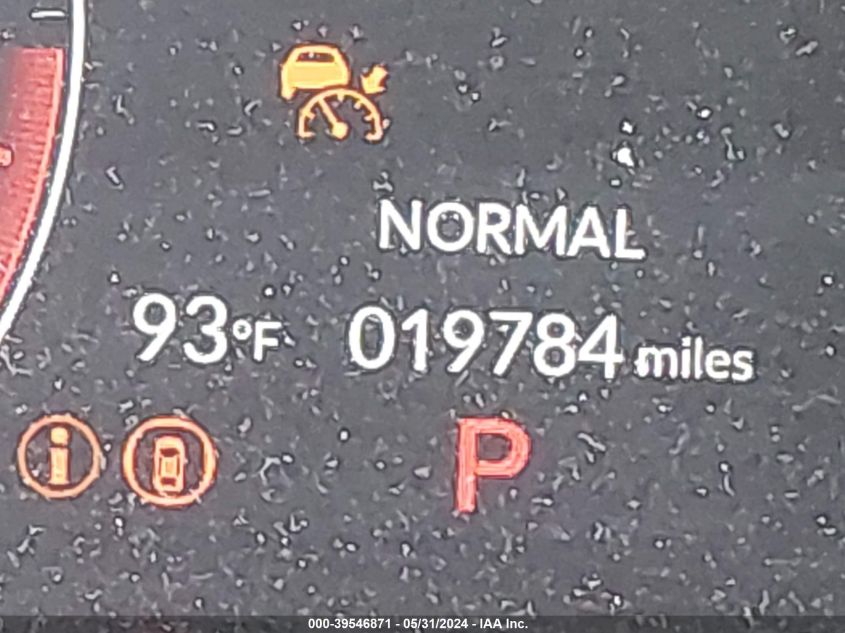 NORMAL
93°F 019784 miles
i P
000-39546871 - 05/31/2024 - IAA Inc.